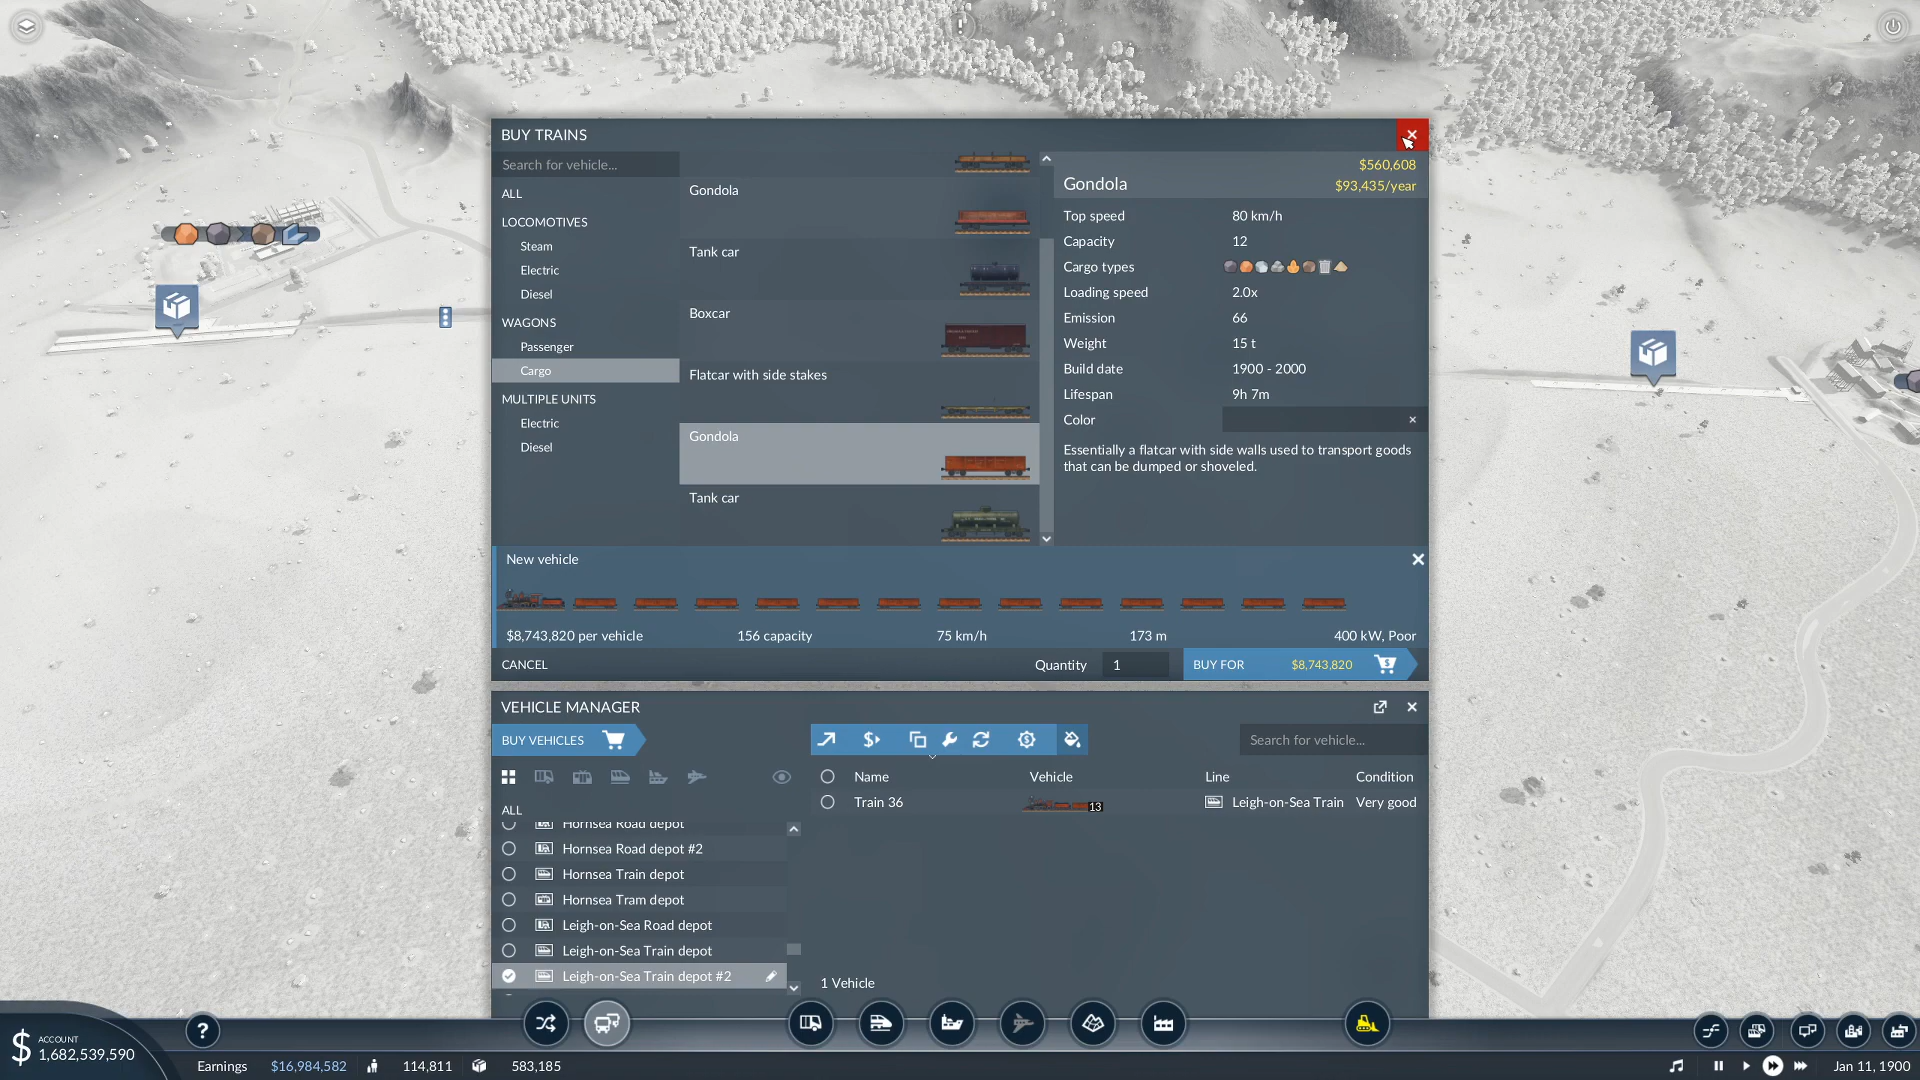 BUY TRAINS
Search for vehicle...
ALL
LOCOMOTIVES
Steam
Electric
Diesel
WAGONS
Passenger
Cargo
MULTIPLE UNITS
Electric
Diesel
Gondola
Tank car
Boxcar
Flatcar with side stakes
Gondola
Tank car
$560,608
Gondola
$93,435/year
Top speed 80 km/h
Capacity 12
Cargo types
Loading speed 2.0x
Emission 66
Weight 15 t
Build date 1900 - 2000
Lifespan 9h 7m
Color
Essentially a flatcar with side walls used to transport goods
that can be dumped or shoveled.
New vehicle
$8,743,820 per vehicle 156 capacity 75 km/h 173 m 400 kW, Poor
CANCEL Quantity 1 BUY FOR $8,743,820
VEHICLE MANAGER
BUY VEHICLES
Search for vehicle...
ALL
Hornsea Road depot
Hornsea Road depot #2
Hornsea Train depot
Hornsea Tram depot
Leigh-on-Sea Road depot
Leigh-on-Sea Train depot
Leigh-on-Sea Train depot #2
Name Vehicle Line Condition
Train 36 13 Leigh-on-Sea Train Very good
1 Vehicle
?
$ ACCOUNT
1,682,539,590
Earnings $16,984,582 114,811 583,185
Jan 11, 1900